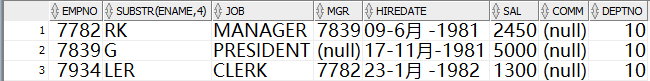 EMPNO SUBSTR(ENAME,4) JOB MGR HIREDATE SAL COMM DEPTNO
1 7782 RK MANAGER 7839 09-6月 -1981 2450 (null) 10
2 7839 G PRESIDENT (null) 17-11月-1981 5000 (null) 10
3 7934 LER CLERK 7782 23-1月 -1982 1300 (null) 10